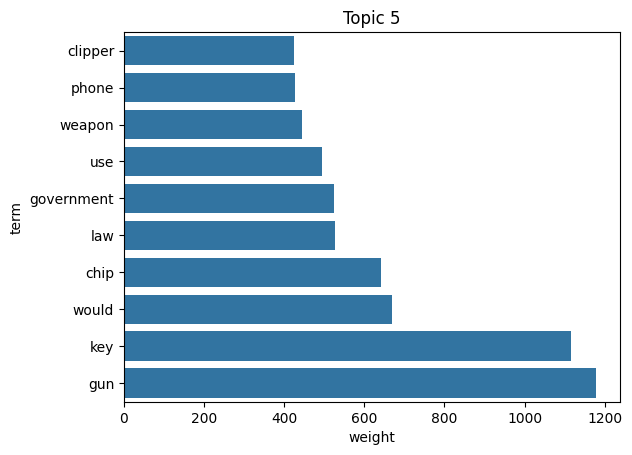 Topic 5
term
clipper
phone
weapon
use
government
law
chip
would
key
gun
0 200 400 600 800 1000 1200
weight